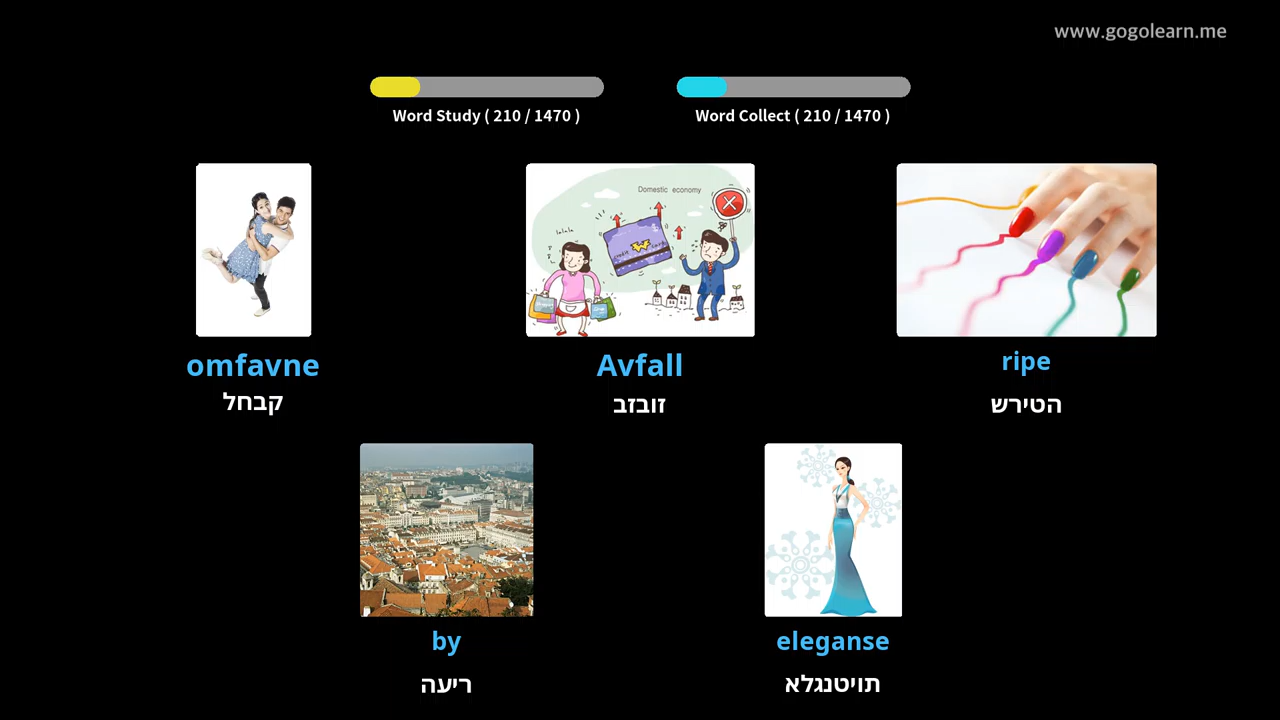 www.gogolearn.me
Word Study ( 210 / 1470 )
Word Collect ( 210 / 1470 )
Domestic economy
lalala
omfavne
Avfall
ripe
קבחל
זובזב
הטירש
by
eleganse
ריעה
תויטנגלא